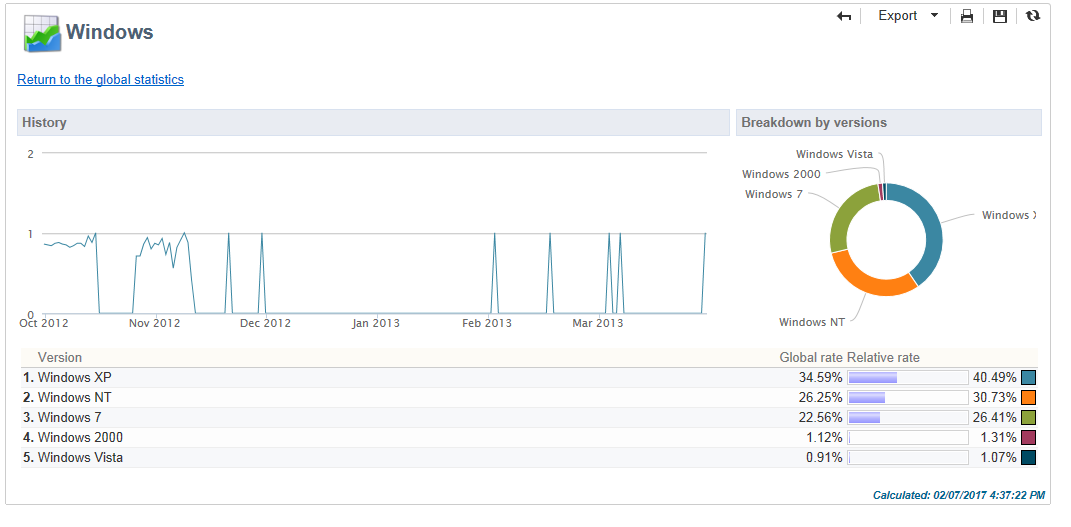 Export
Windows
Return to the global statistics
History
2
1
0
Oct 2012 Nov 2012 Dec 2012 Jan 2013 Feb 2013 Mar 2013
Breakdown by versions
Windows Vista
Windows 2000
Windows 7
Windows X
Windows NT
Version Global rate Relative rate
1. Windows XP 34.59% 40.49%
2. Windows NT 26.25% 30.73%
3. Windows 7 22.56% 26.41%
4. Windows 2000 1.12% 1.31%
5. Windows Vista 0.91% 1.07%
Calculated: 02/07/2017 4:37:22 PM